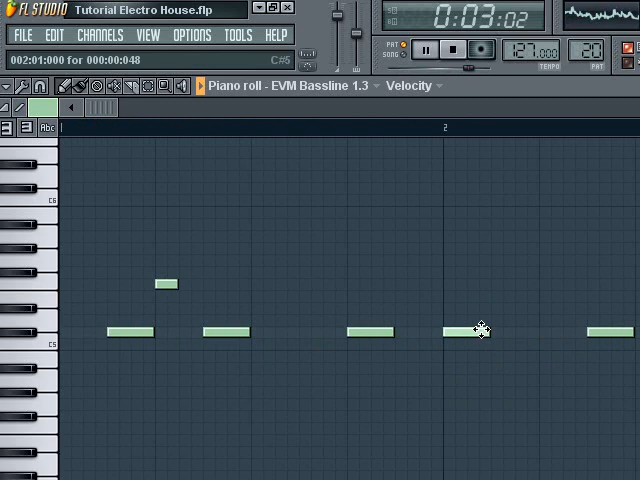 FL STUDIO Tutorial Electro House.flp
0:03:02
FILE EDIT CHANNELS VIEW OPTIONS TOOLS HELP
PAT
SONG
127.000 20
TEMPO PAT
002:01:000 for 000:00:048 C#5
Piano roll - EVM Bassline 1.3 Velocity
Abc
2
C6
C5